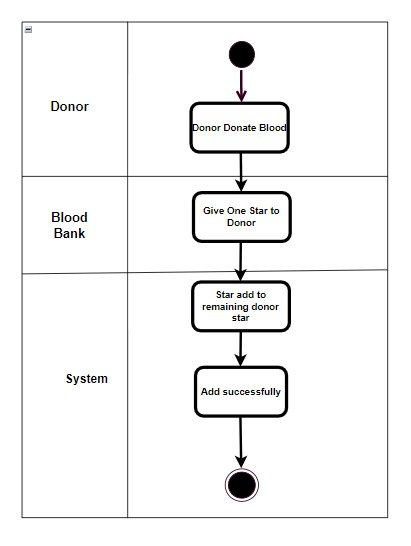 Donor
Donor Donate Blood
Blood
Bank
Give One Star to
Donor
Star add to
remaining donor
star
System
Add successfully